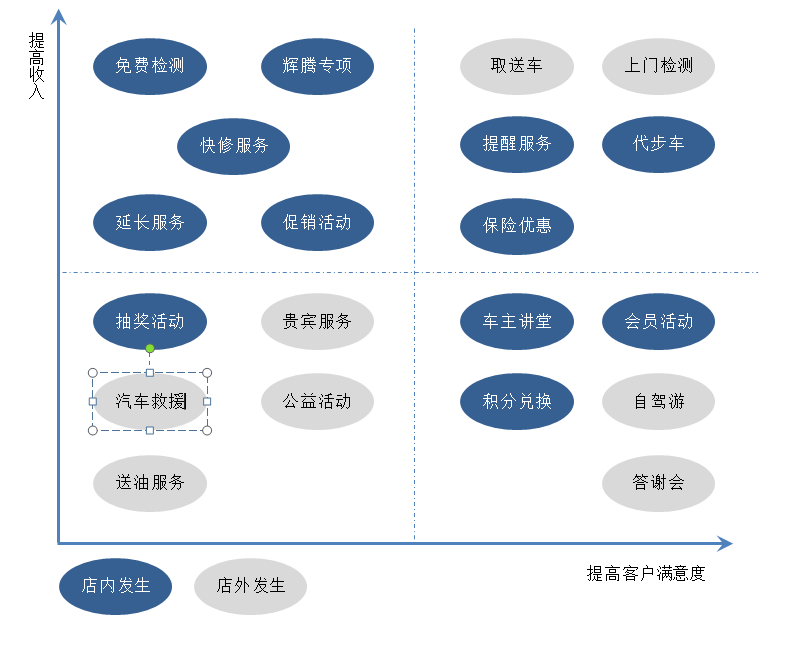 提高收入
免费检测
辉腾专项
取送车
上门检测
快修服务
提醒服务
代步车
延长服务
促销活动
保险优惠
抽奖活动
贵宾服务
车主讲堂
会员活动
汽车救援
公益活动
积分兑换
自驾游
送油服务
答谢会
提高客户满意度
店内发生
店外发生